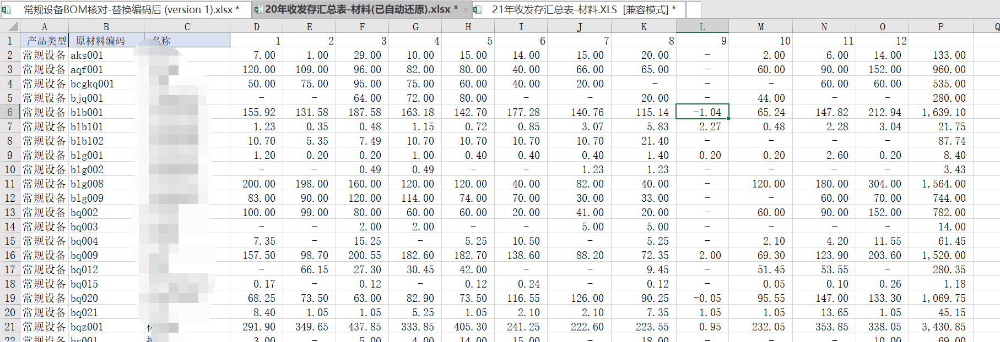 常规设备BOM核对-替换编码后 (version 1).xlsx * 20年收发存汇总表-材料(已自动还原).xlsx * × 21年收发存汇总表-材料.XLS [兼容模式] *
A B C D E F G H I J K L M N O P Q
1 产品类型 原材料编码 名称 1 2 3 4 5 6 7 8 9 10 11 12
2 常规设备 aks001 7.00 1.00 29.00 10.00 15.00 14.00 15.00 20.00 - 2.00 6.00 14.00 133.00
3 常规设备 aqf001 120.00 109.00 96.00 82.00 80.00 40.00 66.00 65.00 - 60.00 90.00 152.00 960.00
4 常规设备 bcgkq001 50.00 75.00 95.00 75.00 60.00 40.00 20.00 - - - 60.00 60.00 535.00
5 常规设备 bjq001 - - 64.00 72.00 80.00 - - 20.00 - 44.00 - - 280.00
6 常规设备 blb001 155.92 131.58 187.58 163.18 142.70 177.28 140.76 115.14 -1.04 65.24 147.82 212.94 1,639.10
7 常规设备 blb101 1.23 0.35 0.48 1.15 0.72 0.85 3.07 5.83 2.27 0.48 2.28 3.04 21.75
8 常规设备 blb102 10.70 5.35 7.49 10.70 10.70 10.70 10.70 21.40 - - - - 87.74
9 常规设备 blg001 1.20 0.20 0.20 1.00 0.40 0.40 0.40 1.40 0.20 0.20 2.60 0.20 8.40
10 常规设备 blg002 - - 0.49 0.49 - - 1.23 1.23 - - - - 3.43
11 常规设备 blg008 200.00 198.00 160.00 120.00 120.00 40.00 82.00 40.00 - 120.00 180.00 304.00 1,564.00
12 常规设备 blg009 83.00 90.00 120.00 114.00 74.00 70.00 30.00 33.00 - - 60.00 70.00 744.00
13 常规设备 bq002 100.00 99.00 80.00 60.00 60.00 20.00 41.00 20.00 - 60.00 90.00 152.00 782.00
14 常规设备 bq003 - - 2.00 2.00 - - 5.00 5.00 - - - - 14.00
15 常规设备 bq004 7.35 - 15.25 - 5.25 10.50 - 5.25 - 2.10 4.20 11.55 61.45
16 常规设备 bq009 157.50 98.70 200.55 182.60 182.70 138.60 88.20 72.35 2.00 69.30 123.90 203.60 1,520.00
17 常规设备 bq012 - 66.15 27.30 30.45 42.00 - - 9.45 - 51.45 53.55 - 280.35
18 常规设备 bq015 0.17 - 0.12 - 0.12 0.24 - 0.12 - 0.05 0.10 0.26 1.18
19 常规设备 bq020 68.25 73.50 63.00 82.90 73.50 116.55 126.00 90.25 -0.05 95.55 147.00 133.30 1,069.75
20 常规设备 bq021 8.40 1.05 1.05 5.25 1.05 2.10 2.10 7.35 1.05 1.05 13.65 1.05 45.15
21 常规设备 bqz001 291.90 349.65 437.85 333.85 405.30 241.25 222.60 223.55 0.95 232.05 353.85 338.05 3,430.85
22 常规设备 bs001 3.00 - 5.00 4.00 14.00 15.00 - 18.00 - - - 10.00 69.00